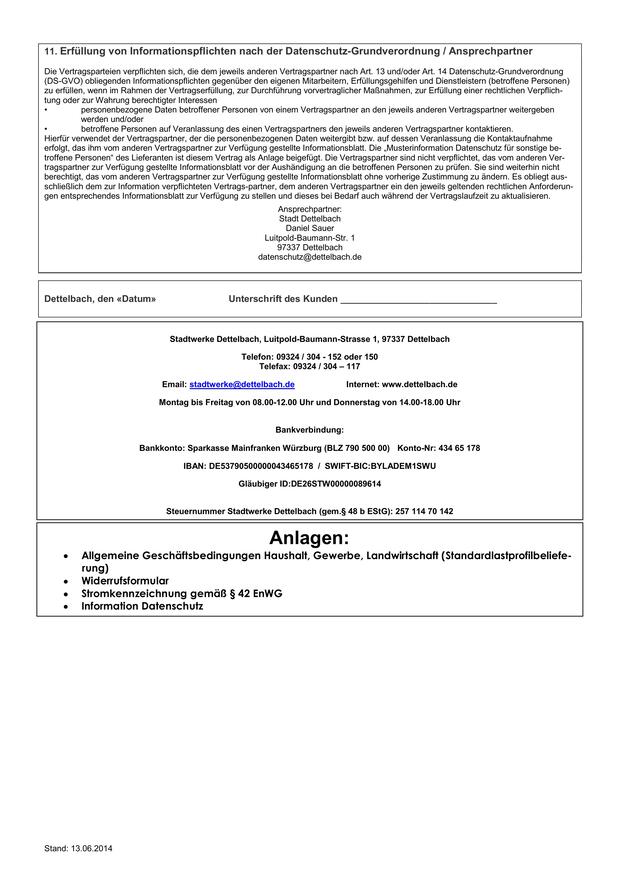 11. Erfüllung von Informationspflichten nach der Datenschutz-Grundverordnung / Ansprechpartner
Die Vertragsparteien verpflichten sich, die dem jeweils anderen Vertragspartner nach Art. 13 und/oder Art. 14 Datenschutz-Grundverordnung
(DS-GVO) obliegenden Informationspflichten gegenüber den eigenen Mitarbeitern, Erfüllungsgehilfen und Dienstleistern (betroffene Personen)
zu erfüllen, wenn im Rahmen der Vertragserfüllung, zur Durchführung vorvertraglicher Maßnahmen, zur Erfüllung einer rechtlichen Verpflich-
tung oder zur Wahrung berechtigter Interessen
• personenbezogene Daten betroffener Personen von einem Vertragspartner an den jeweils anderen Vertragspartner weitergeben
werden und/oder
• betroffene Personen auf Veranlassung des einen Vertragspartners den jeweils anderen Vertragspartner kontaktieren.
Hierfür verwendet der Vertragspartner, der die personenbezogenen Daten weitergibt bzw. auf dessen Veranlassung die Kontaktaufnahme
erfolgt, das ihm vom anderen Vertragspartner zur Verfügung gestellte Informationsblatt. Die „Musterinformation Datenschutz für sonstige be-
troffene Personen“ des Lieferanten ist diesem Vertrag als Anlage beigefügt. Die Vertragspartner sind nicht verpflichtet, das vom anderen Ver-
tragspartner zur Verfügung gestellte Informationsblatt vor der Aushändigung an die betroffenen Personen zu prüfen. Sie sind weiterhin nicht
berechtigt, das vom anderen Vertragspartner zur Verfügung gestellte Informationsblatt ohne vorherige Zustimmung zu ändern. Es obliegt aus-
schließlich dem zur Information verpflichteten Vertrags-partner, dem anderen Vertragspartner ein den jeweils geltenden rechtlichen Anforderun-
gen entsprechendes Informationsblatt zur Verfügung zu stellen und dieses bei Bedarf auch während der Vertragslaufzeit zu aktualisieren.
Ansprechpartner:
Stadt Dettelbach
Daniel Sauer
Luitpold-Baumann-Str. 1
97337 Dettelbach
datenschutz@dettelbach.de
Dettelbach, den «Datum» Unterschrift des Kunden ______________________________
Stadtwerke Dettelbach, Luitpold-Baumann-Strasse 1, 97337 Dettelbach
Telefon: 09324 / 304 - 152 oder 150
Telefax: 09324 / 304 – 117
Email: stadtwerke@dettelbach.de Internet: www.dettelbach.de
Montag bis Freitag von 08.00-12.00 Uhr und Donnerstag von 14.00-18.00 Uhr
Bankverbindung:
Bankkonto: Sparkasse Mainfranken Würzburg (BLZ 790 500 00) Konto-Nr: 434 65 178
IBAN: DE53790500000043465178 / SWIFT-BIC:BYLADEM1SWU
Gläubiger ID:DE26STW00000089614
Steuernummer Stadtwerke Dettelbach (gem.§ 48 b EStG): 257 114 70 142
Anlagen:
• Allgemeine Geschäftsbedingungen Haushalt, Gewerbe, Landwirtschaft (Standardlastprofilbeliefe-
rung)
• Widerrufsformular
• Stromkennzeichnung gemäß § 42 EnWG
• Information Datenschutz
Stand: 13.06.2014